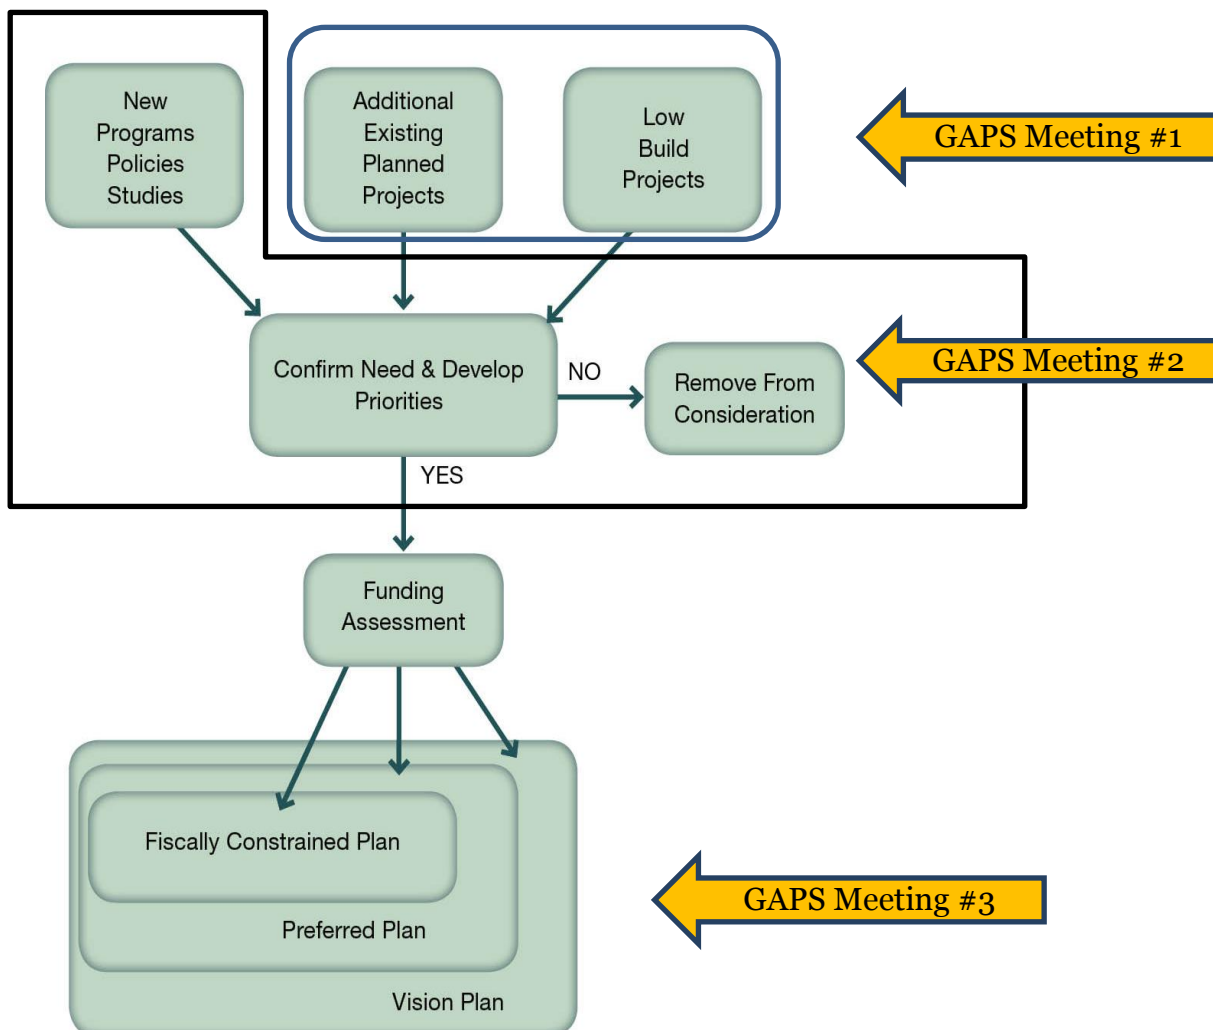 New
Programs
Policies
Studies
Additional
Existing
Planned
Projects
Low
Build
Projects
GAPS Meeting #1
Confirm Need & Develop
Priorities
NO
Remove From
Consideration
GAPS Meeting #2
YES
Funding
Assessment
Fiscally Constrained Plan
Preferred Plan
Vision Plan
GAPS Meeting #3